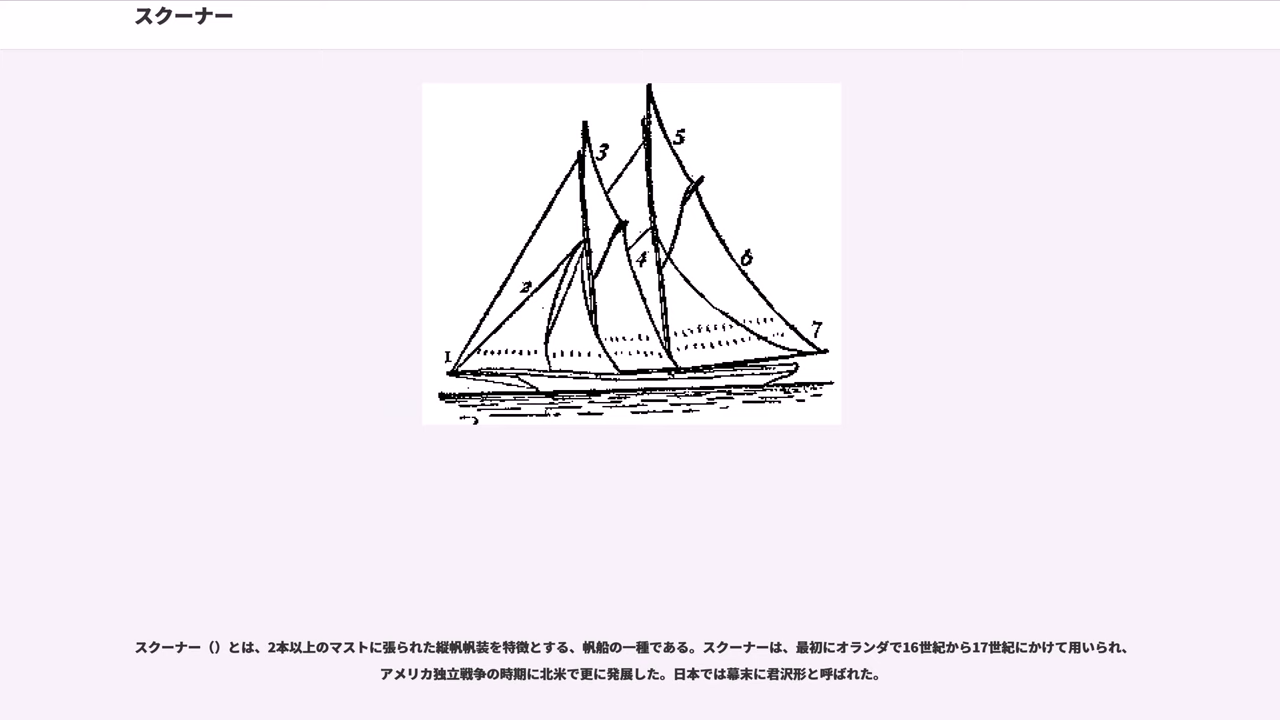 スクーナー
5
3
4
6
2
7
1
スクーナー（）とは、2本以上のマストに張られた縦帆帆装を特徴とする、帆船の一種である。スクーナーは、最初にオランダで16世紀から17世紀にかけて用いられ、
アメリカ独立戦争の時期に北米で更に発展した。日本では幕末に君沢形と呼ばれた。